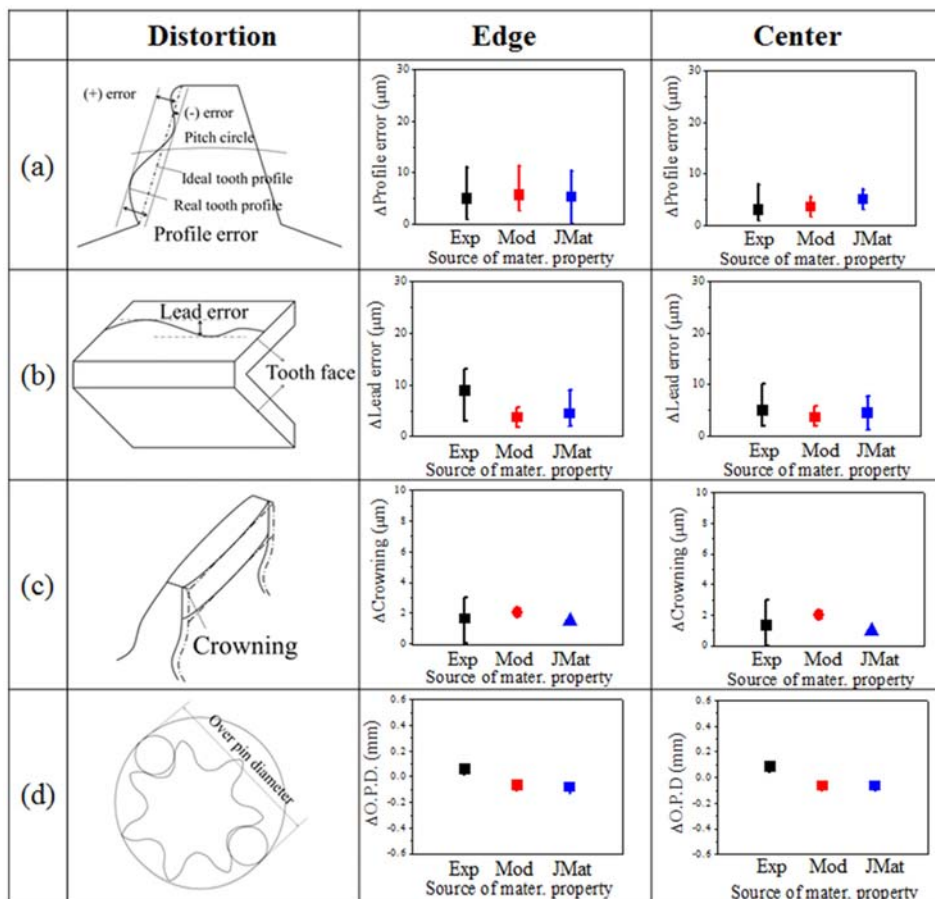 Distortion
Edge
Center
(a)
(+) error
(-) error
Pitch circle
Ideal tooth profile
Real tooth profile
Profile error
ΔProfile error (μm)
30
20
10
0
Exp Mod JMat
Source of mater. property
ΔProfile error (μm)
30
20
10
0
Exp Mod JMat
Source of mater. property
(b)
Lead error
Tooth face
ΔLead error (μm)
30
20
10
0
Exp Mod JMat
Source of mater. property
ΔLead error (μm)
30
20
10
0
Exp Mod JMat
Source of mater. property
(c)
Crowning
ΔCrowning (μm)
10
8
6
4
2
0
Exp Mod JMat
Source of mater. property
ΔCrowning (μm)
10
8
6
4
2
0
Exp Mod JMat
Source of mater. property
(d)
Over pin diameter
ΔO.P.D. (mm)
0.6
0.4
0.2
0.0
-0.2
-0.4
-0.6
Exp Mod JMat
Source of mater. property
ΔO.P.D (mm)
0.6
0.4
0.2
0.0
-0.2
-0.4
-0.6
Exp Mod JMat
Source of mater. property